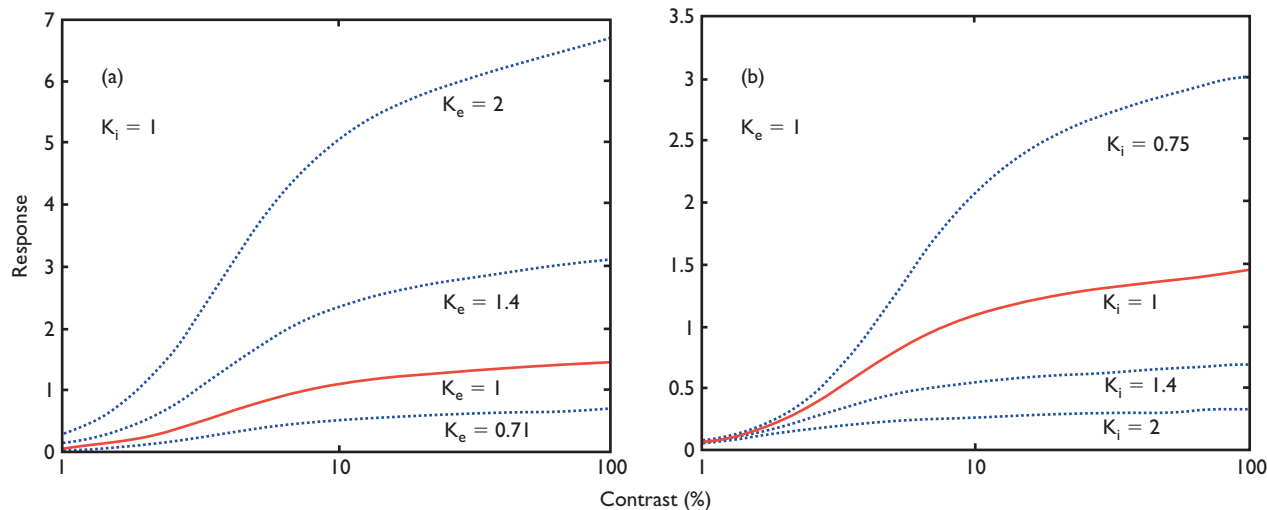 7
6
5
4
3
2
1
0
Response
(a)
K_i = 1
K_e = 2
K_e = 1.4
K_e = 1
K_e = 0.71
1
10
100
3.5
3
2.5
2
1.5
1
0.5
0
(b)
K_e = 1
K_i = 0.75
K_i = 1
K_i = 1.4
K_i = 2
1
10
100
Contrast (%)